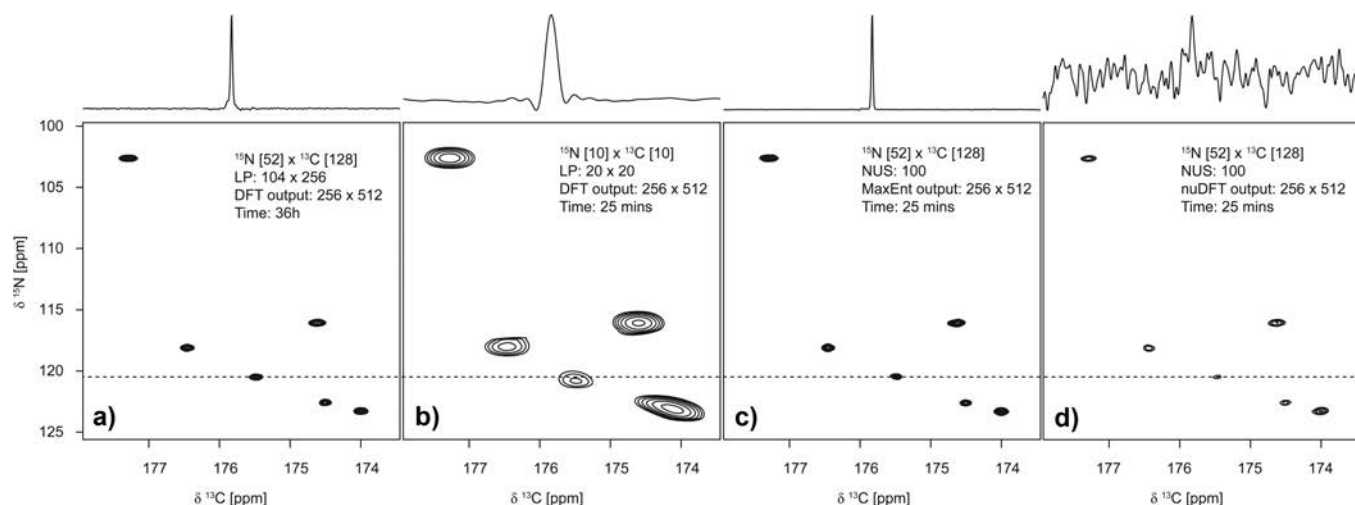 100
105
110
115
120
125
δ ¹⁵N [ppm]
¹⁵N [52] x ¹³C [128]
LP: 104 x 256
DFT output: 256 x 512
Time: 36h
a)
177
176
175
174
δ ¹³C [ppm]
¹⁵N [10] x ¹³C [10]
LP: 20 x 20
DFT output: 256 x 512
Time: 25 mins
b)
177
176
175
174
δ ¹³C [ppm]
¹⁵N [52] x ¹³C [128]
NUS: 100
MaxEnt output: 256 x 512
Time: 25 mins
c)
177
176
175
174
δ ¹³C [ppm]
¹⁵N [52] x ¹³C [128]
NUS: 100
nuDFT output: 256 x 512
Time: 25 mins
d)
177
176
175
174
δ ¹³C [ppm]